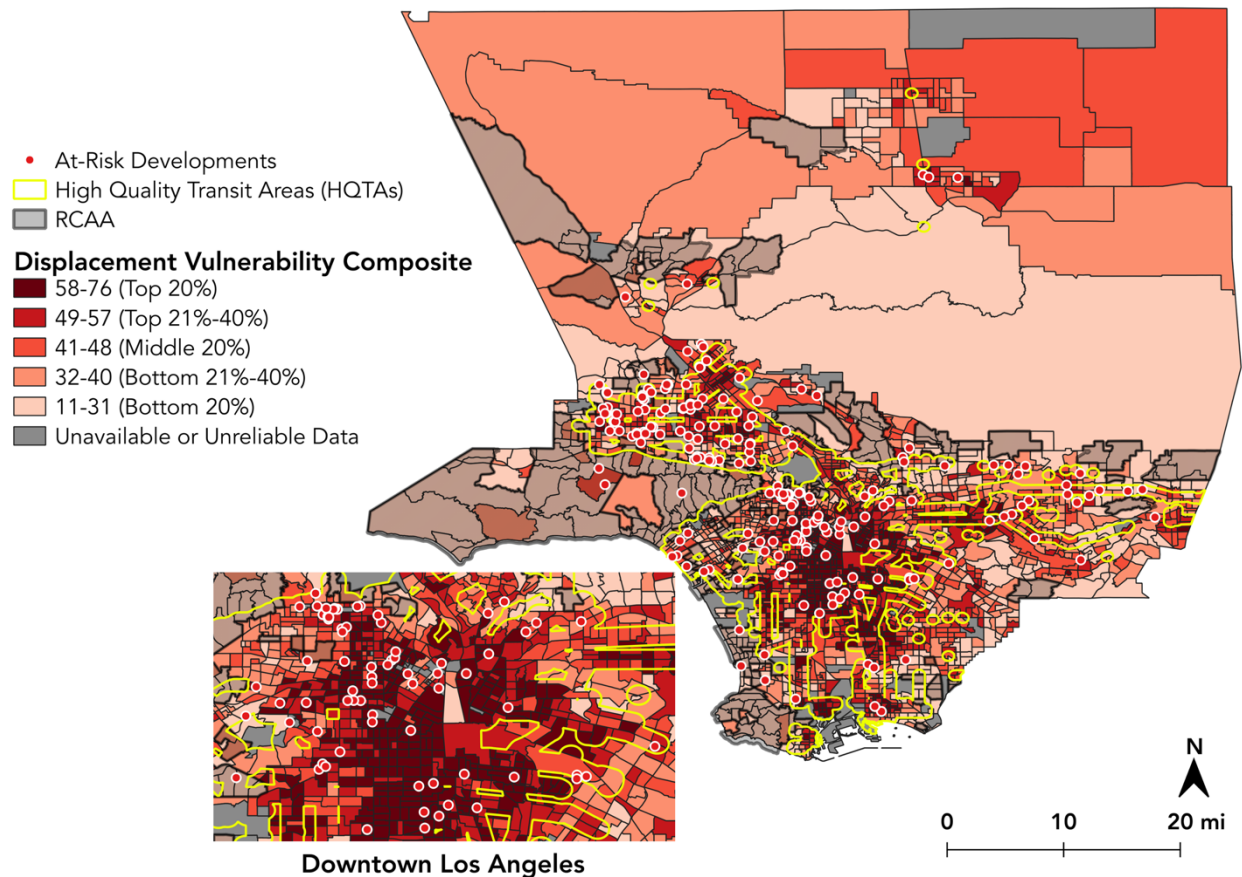 At-Risk Developments
High Quality Transit Areas (HQTAs)
RCAA
Displacement Vulnerability Composite
58-76 (Top 20%)
49-57 (Top 21%-40%)
41-48 (Middle 20%)
32-40 (Bottom 21%-40%)
11-31 (Bottom 20%)
Unavailable or Unreliable Data
N
0 10 20 mi
Downtown Los Angeles